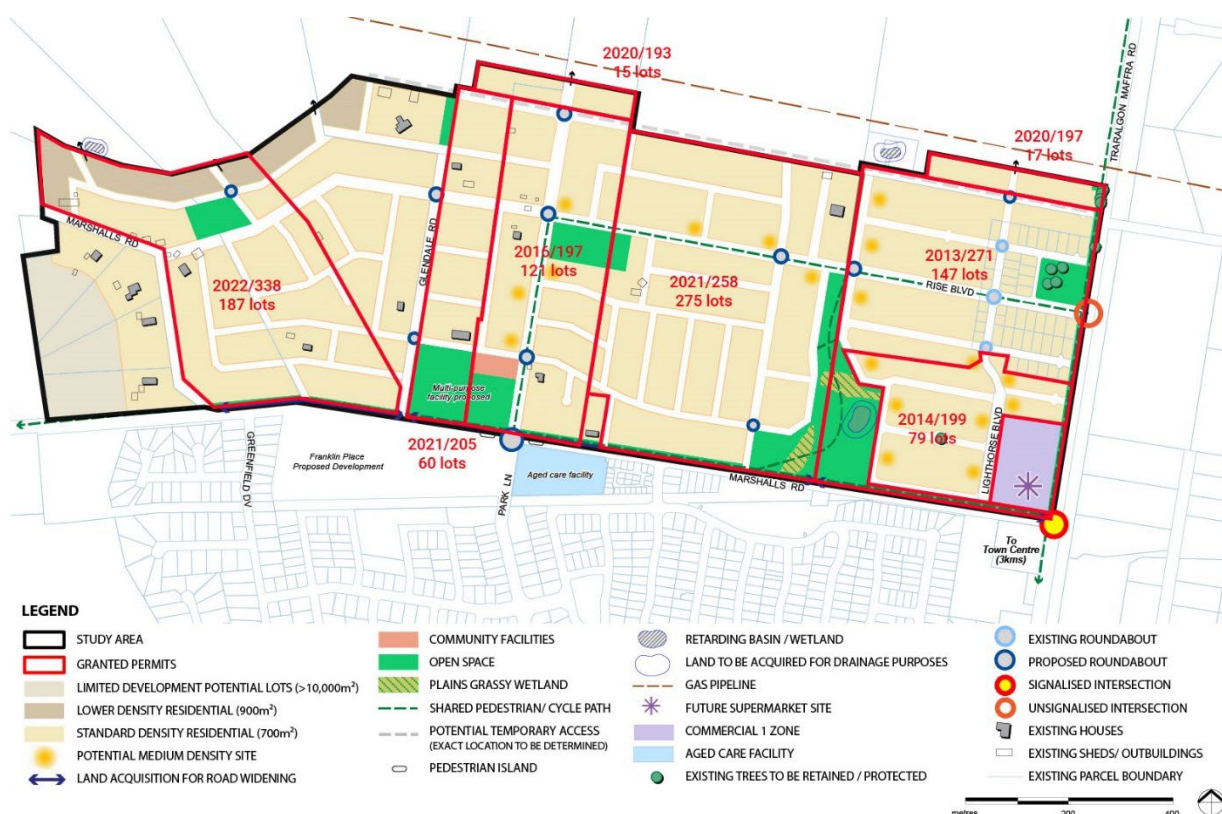 2020/193
15 lots
TRARALGON MAFFRA RD
2020/197
17 lots
MARSHALLS RD
GLENDALE RD
2016/197
121 lots
2013/271
147 lots
2022/338
187 lots
2021/258
275 lots
RISE BLVD
Multi-purpose
facility proposed
2014/199
79 lots
LIGHTHORSE BLVD
2021/205
60 lots
GREENFIELD DV
Franklin Place
Proposed Development
PARK LN
Aged care facility
MARSHALLS RD
To
Town Centre
(3kms)
LEGEND
STUDY AREA
GRANTED PERMITS
LIMITED DEVELOPMENT POTENTIAL LOTS (>10,000m²)
LOWER DENSITY RESIDENTIAL (900m²)
STANDARD DENSITY RESIDENTIAL (700m²)
POTENTIAL MEDIUM DENSITY SITE
LAND ACQUISITION FOR ROAD WIDENING
COMMUNITY FACILITIES
OPEN SPACE
PLAINS GRASSY WETLAND
SHARED PEDESTRIAN/ CYCLE PATH
POTENTIAL TEMPORARY ACCESS
(EXACT LOCATION TO BE DETERMINED)
PEDESTRIAN ISLAND
RETARDING BASIN / WETLAND
LAND TO BE ACQUIRED FOR DRAINAGE PURPOSES
GAS PIPELINE
FUTURE SUPERMARKET SITE
COMMERCIAL 1 ZONE
AGED CARE FACILITY
EXISTING TREES TO BE RETAINED / PROTECTED
EXISTING ROUNDABOUT
PROPOSED ROUNDABOUT
SIGNALISED INTERSECTION
UNSIGNALISED INTERSECTION
EXISTING HOUSES
EXISTING SHEDS/ OUTBUILDINGS
EXISTING PARCEL BOUNDARY
metres 200 400